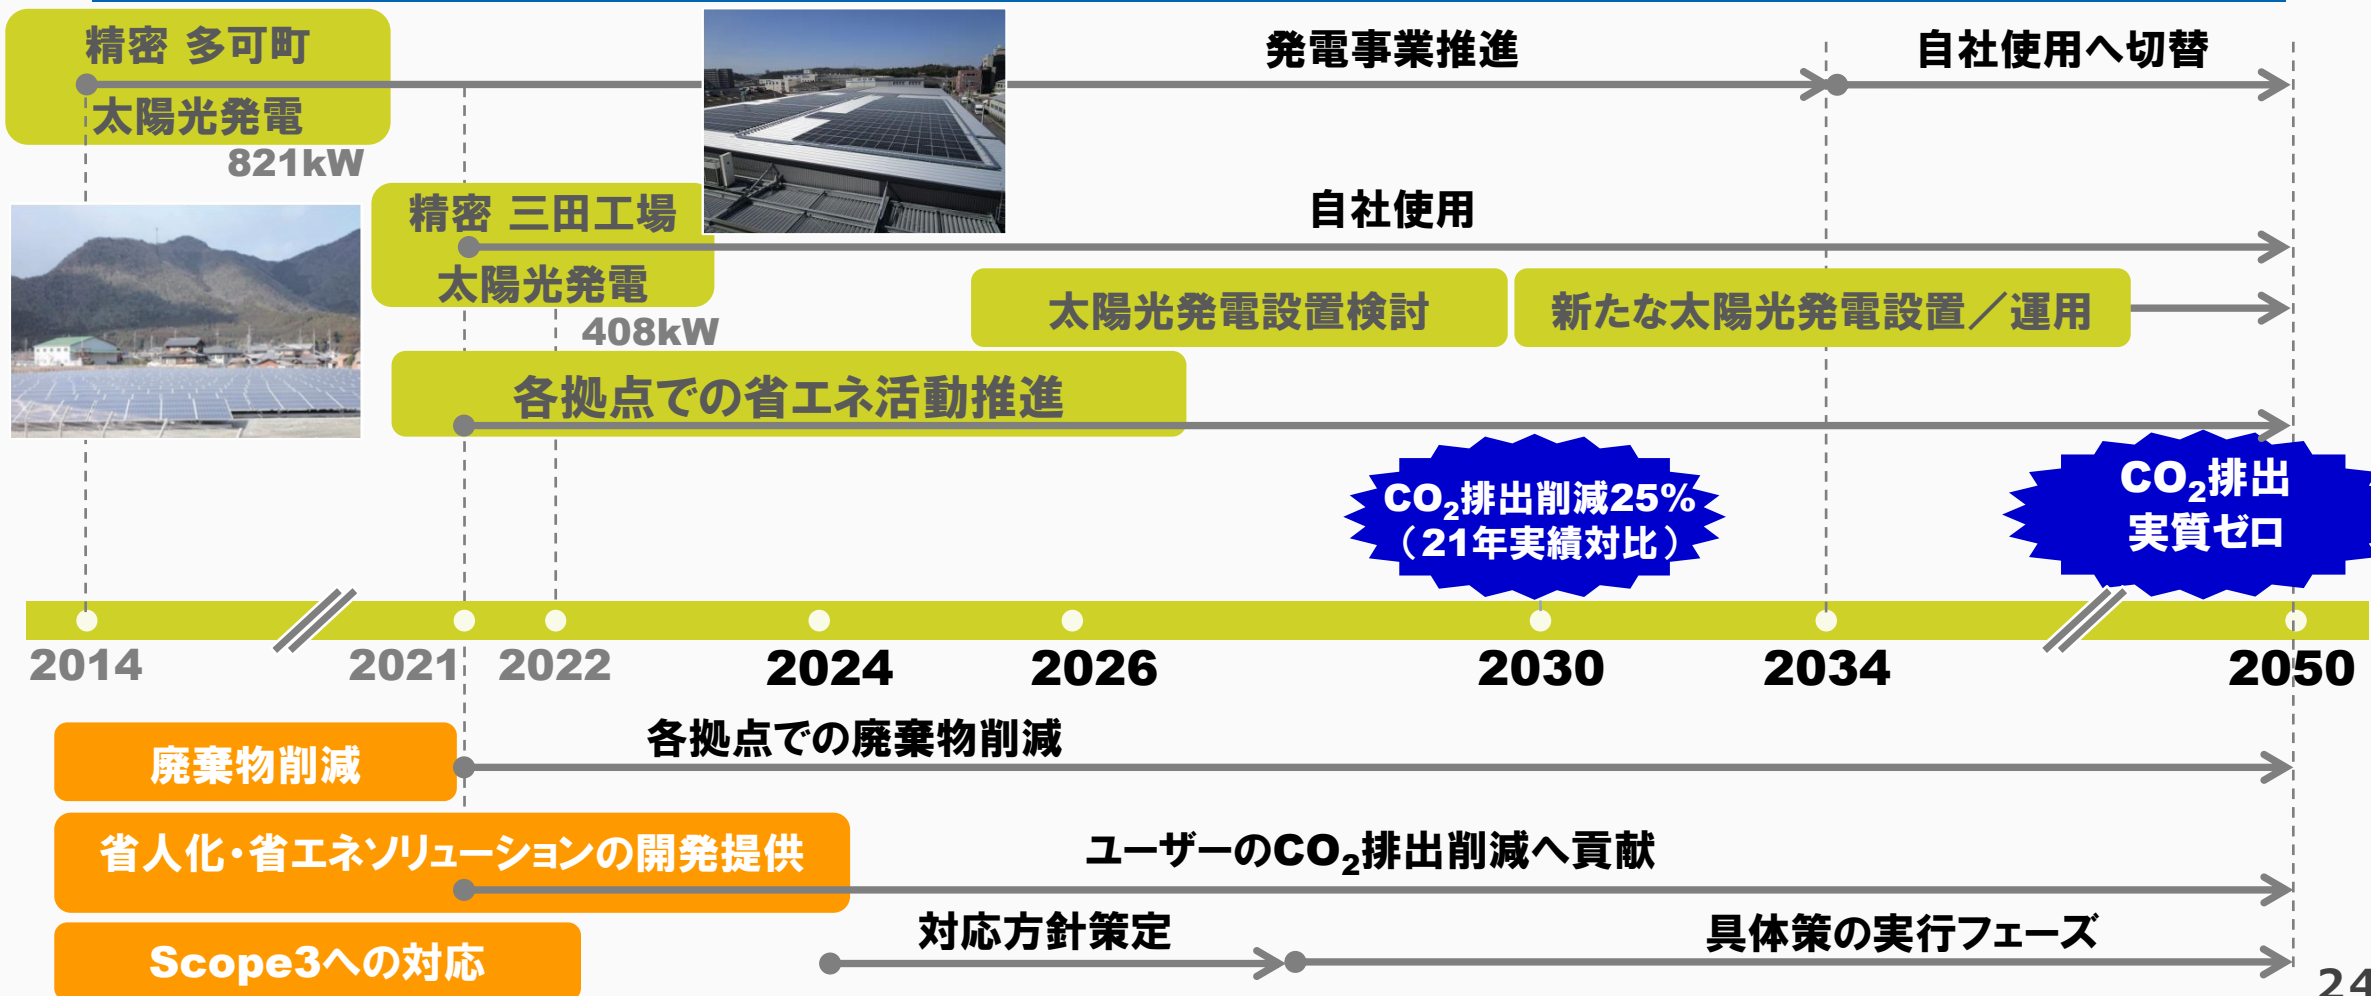 精密 多可町
太陽光発電
821kW
発電事業推進
自社使用へ切替
精密 三田工場
太陽光発電
408kW
自社使用
太陽光発電設置検討
新たな太陽光発電設置／運用
各拠点での省エネ活動推進
CO₂排出削減25%
（21年実績対比）
CO₂排出
実質ゼロ
2014
2021
2022
2024
2026
2030
2034
2050
廃棄物削減
各拠点での廃棄物削減
省人化・省エネソリューションの開発提供
ユーザーのCO₂排出削減へ貢献
Scope3への対応
対応方針策定
具体策の実行フェーズ
24